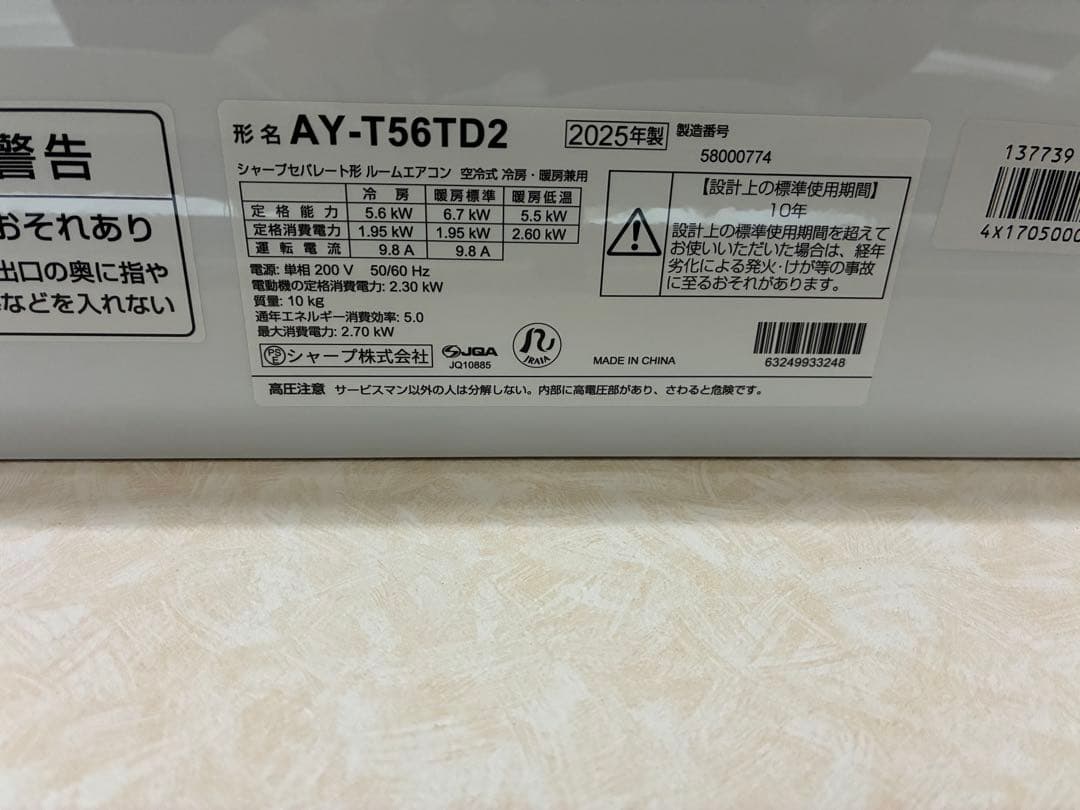 警告
おそれあり
出口の奥に指や
などを入れない
形名 AY-T56TD2 2025年製 製造番号 58000774
シャープセパレート形 ルームエアコン 空冷式 冷房・暖房兼用
冷房 暖房標準 暖房低温
定格能力 5.6 kW 6.7 kW 5.5 kW
定格消費電力 1.95 kW 1.95 kW 2.60 kW
運転電流 9.8 A 9.8 A
電源: 単相 200 V 50/60 Hz
電動機の定格消費電力: 2.30 kW
質量: 10 kg
通年エネルギー消費効率: 5.0
最大消費電力: 2.70 kW
PSE シャープ株式会社 JQA JQ10885 JRAIA MADE IN CHINA
【設計上の標準使用期間】
10年
設計上の標準使用期間を超えて
お使いいただいた場合は、経年
劣化による発火・けが等の事故
に至るおそれがあります。
63249933248
高圧注意 サービスマン以外の人は分解しない。内部に高電圧部があり、さわると危険です。
137739
4X1705000